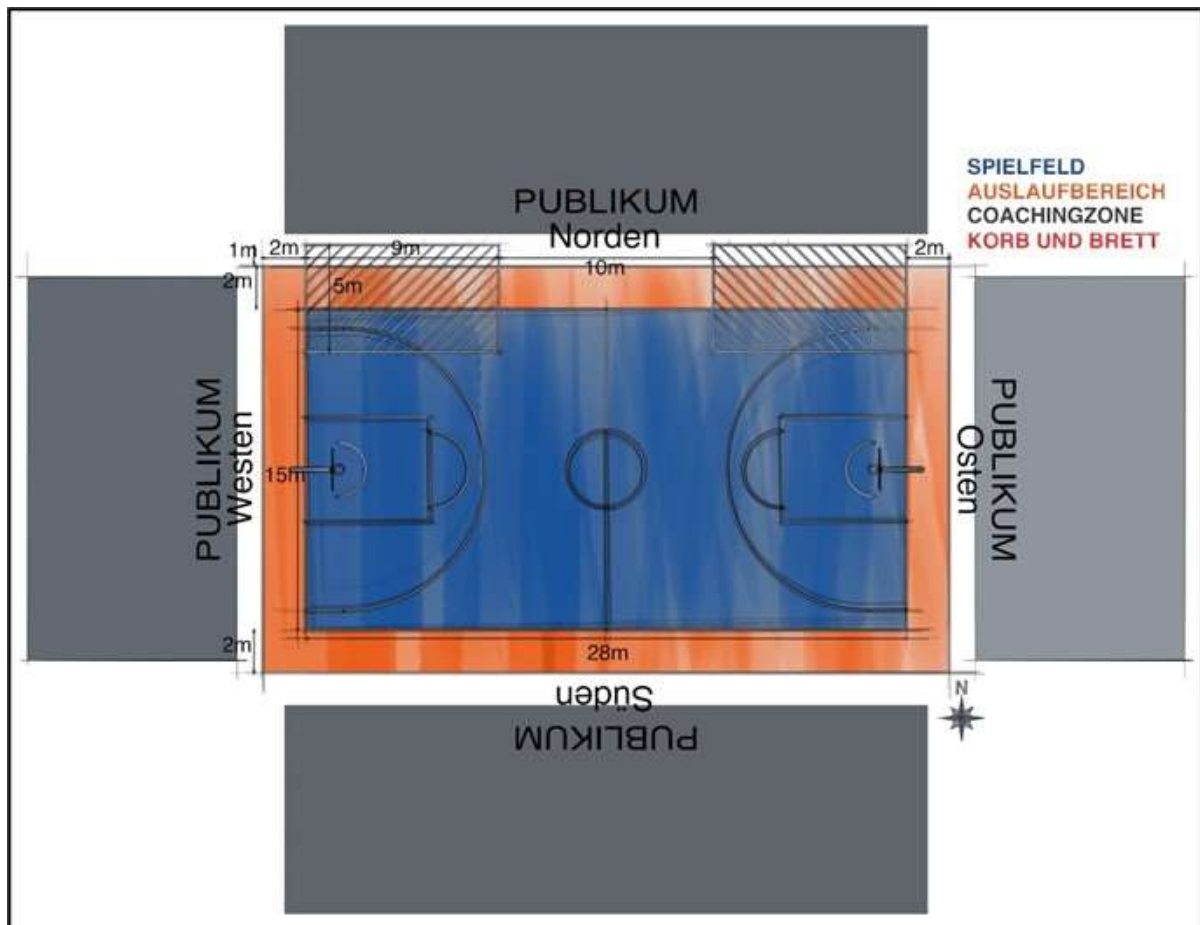 PUBLIKUM
Norden
SPIELFELD
AUSLAUFBEREICH
COACHINGZONE
KORB UND BRETT
1m 2m 9m 10m 2m
2m
5m
PUBLIKUM
Westen
15m
Osten
PUBLIKUM
2m
28m
Süden
PUBLIKUM
N